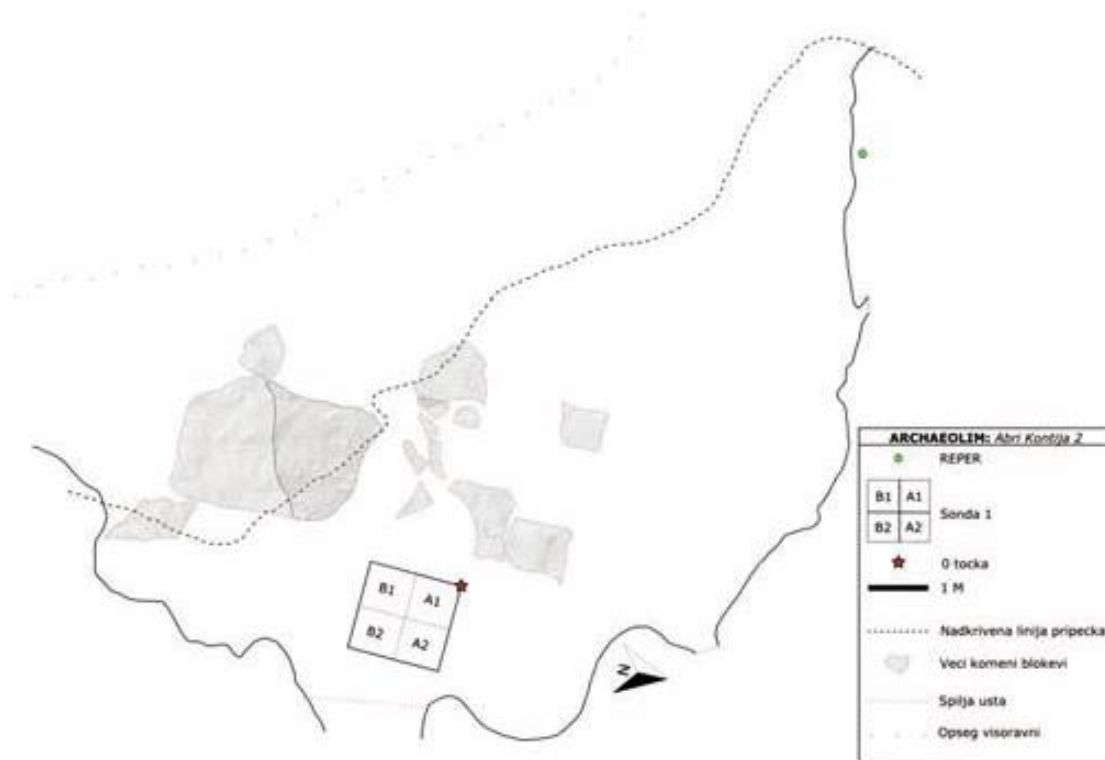 B1 A1
B2 A2
N
ARCHAEOLIM: Abri Kontija 2
REPER
B1 A1
B2 A2
Sonda 1
0 tocka
1 M
Nadkrivena linija pripecka
Veci komeni blokevi
Spilja usta
Opseg visoravni